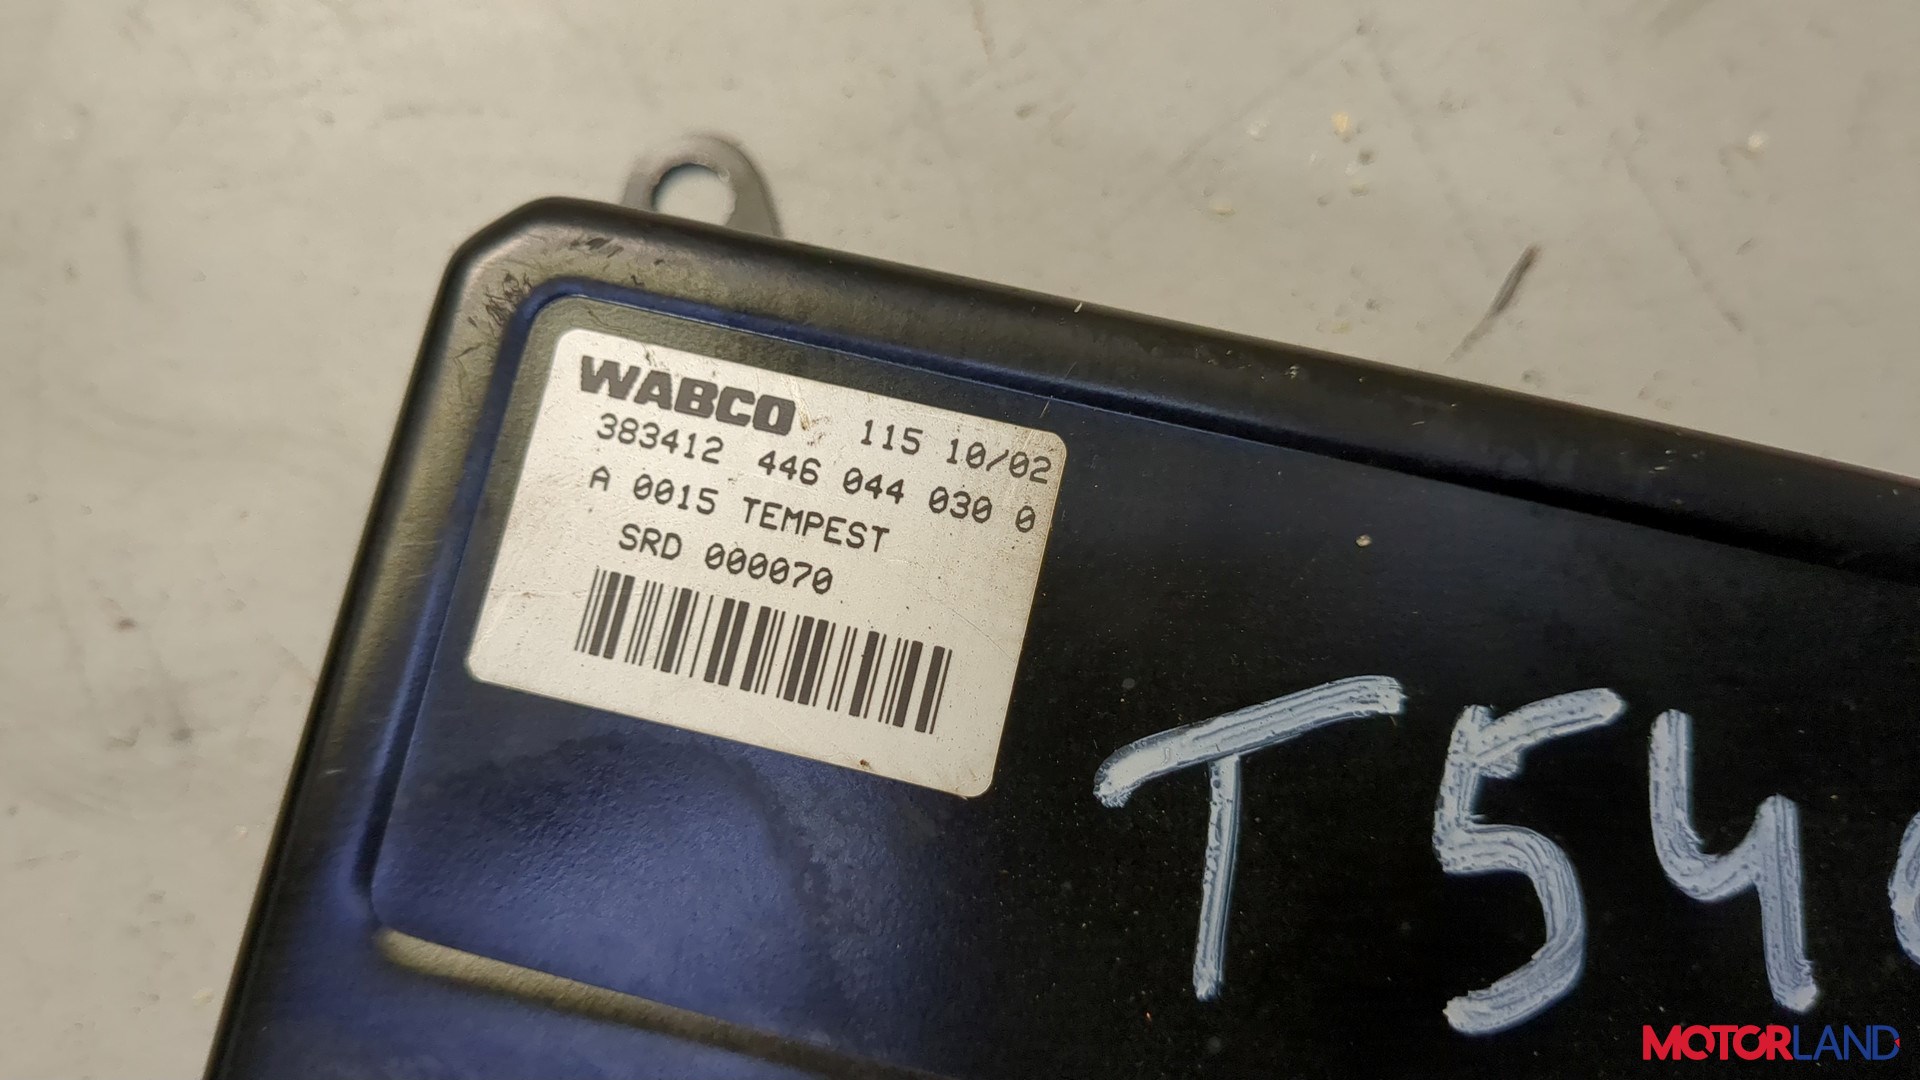 WABCO 115 10/02
383412 446 044 030 0
A 0015 TEMPEST
SRD 000070
T54
MOTORLAND